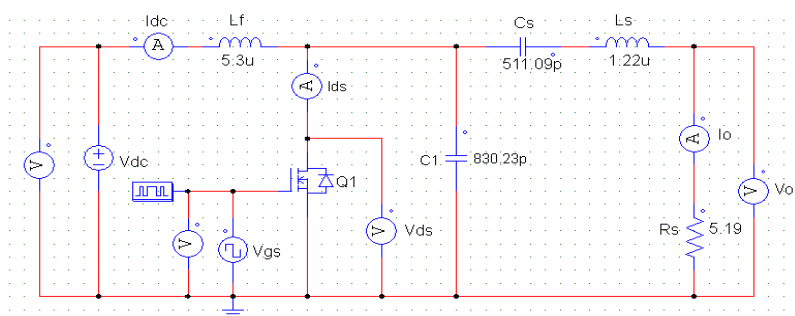 Idc
Lf
Cs
Ls
A
5.3u
511.09p
1.22u
A
Ids
A
Io
V
Vdc
C1
830.23p
Q1
V
Vo
V
Vgs
V
Vds
Rs
5.19